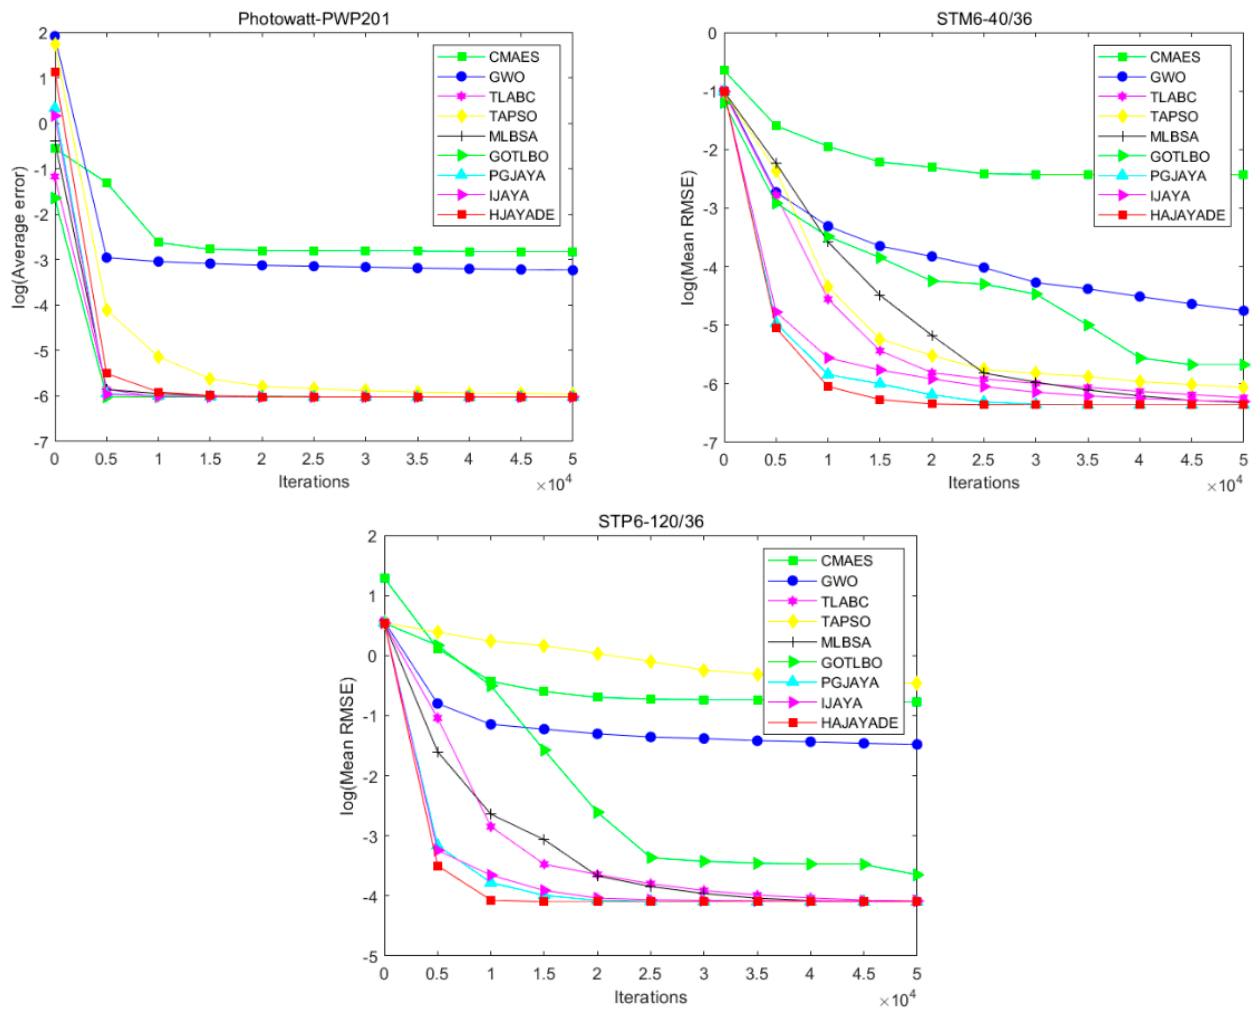 Photowatt-PWP201
log(Average error)
2
1
0
-1
-2
-3
-4
-5
-6
-7
CMAES
GWO
TLABC
TAPSO
MLBSA
GOTLBO
PGJAYA
IJAYA
HJAYADE
0 0.5 1 1.5 2 2.5 3 3.5 4 4.5 5
Iterations
×10⁴
STM6-40/36
log(Mean RMSE)
0
-1
-2
-3
-4
-5
-6
-7
CMAES
GWO
TLABC
TAPSO
MLBSA
GOTLBO
PGJAYA
IJAYA
HAJAYADE
0 0.5 1 1.5 2 2.5 3 3.5 4 4.5 5
Iterations
×10⁴
STP6-120/36
log(Mean RMSE)
2
1
0
-1
-2
-3
-4
-5
CMAES
GWO
TLABC
TAPSO
MLBSA
GOTLBO
PGJAYA
IJAYA
HAJAYADE
0 0.5 1 1.5 2 2.5 3 3.5 4 4.5 5
Iterations
×10⁴